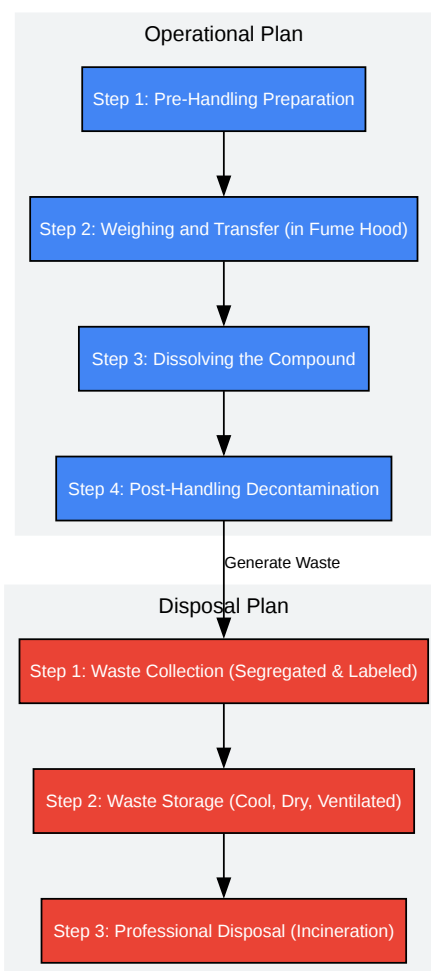 Operational Plan
Step 1: Pre-Handling Preparation
Step 2: Weighing and Transfer (in Fume Hood)
Step 3: Dissolving the Compound
Step 4: Post-Handling Decontamination
Generate Waste
Disposal Plan
Step 1: Waste Collection (Segregated & Labeled)
Step 2: Waste Storage (Cool, Dry, Ventilated)
Step 3: Professional Disposal (Incineration)